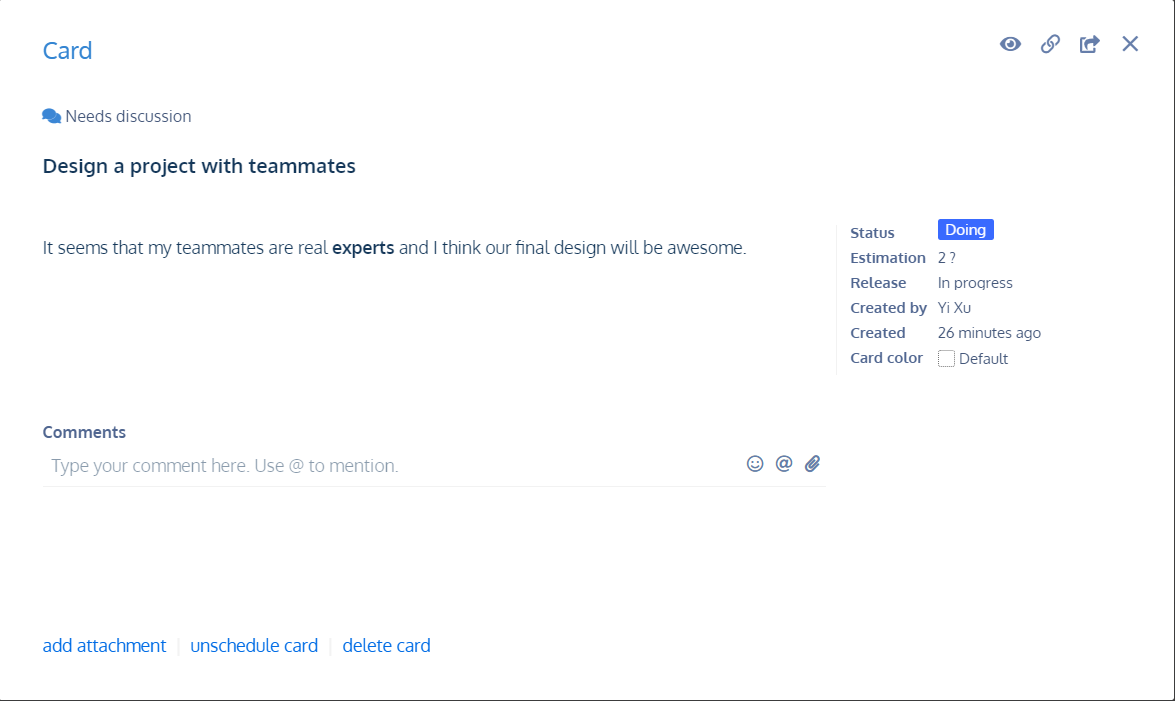 Card
Needs discussion
Design a project with teammates
It seems that my teammates are real experts and I think our final design will be awesome.
Status Doing
Estimation 2 ?
Release In progress
Created by Yi Xu
Created 26 minutes ago
Card color Default
Comments
Type your comment here. Use @ to mention.
add attachment unschedule card delete card